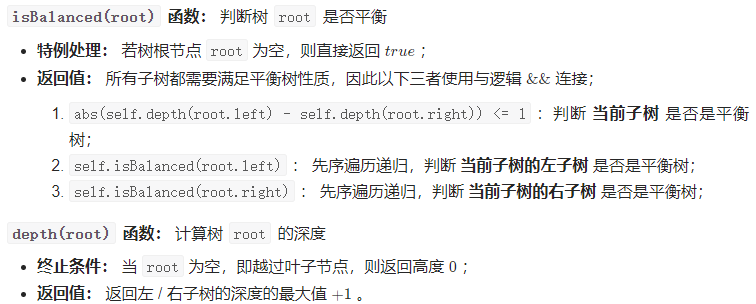 isBalanced(root) 函数： 判断树 root 是否平衡
• 特例处理： 若树根节点 root 为空，则直接返回 true ；
• 返回值： 所有子树都需要满足平衡树性质，因此以下三者使用与逻辑 && 连接；
1. abs(self.depth(root.left) - self.depth(root.right)) <= 1 ：判断 当前子树 是否是平衡
树；
2. self.isBalanced(root.left) ： 先序遍历递归，判断 当前子树的左子树 是否是平衡树；
3. self.isBalanced(root.right) ： 先序遍历递归，判断 当前子树的右子树 是否是平衡树；
depth(root) 函数： 计算树 root 的深度
• 终止条件： 当 root 为空，即越过叶子节点，则返回高度 0 ；
• 返回值： 返回左 / 右子树的深度的最大值 +1 。